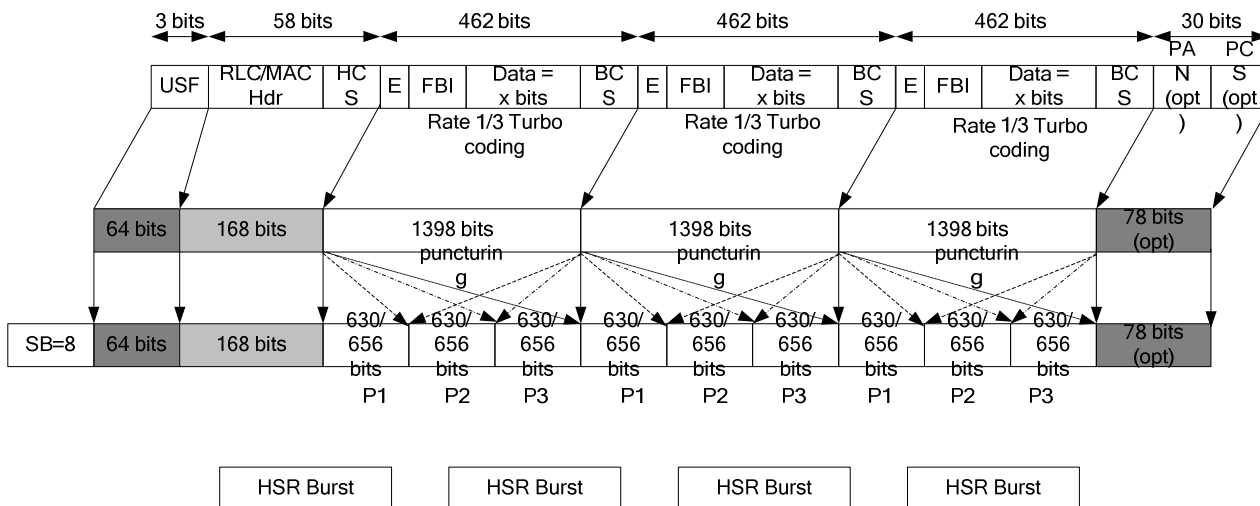 3 bits 58 bits 462 bits 462 bits 462 bits 30 bits
USF RLC/MAC Hdr HC S E FBI Data = x bits BC S E FBI Data = x bits BC S E FBI Data = x bits BC S PA N (opt ) PC S (opt )
Rate 1/3 Turbo coding Rate 1/3 Turbo coding Rate 1/3 Turbo coding
64 bits 168 bits 1398 bits puncturin g 1398 bits puncturin g 1398 bits puncturin g 78 bits (opt)
SB=8 64 bits 168 bits 630/ 656 bits P1 630/ 656 bits P2 630/ 656 bits P3 630/ 656 bits P1 630/ 656 bits P2 630/ 656 bits P3 630/ 656 bits P1 630/ 656 bits P2 630/ 656 bits P3 78 bits (opt)
HSR Burst HSR Burst HSR Burst HSR Burst